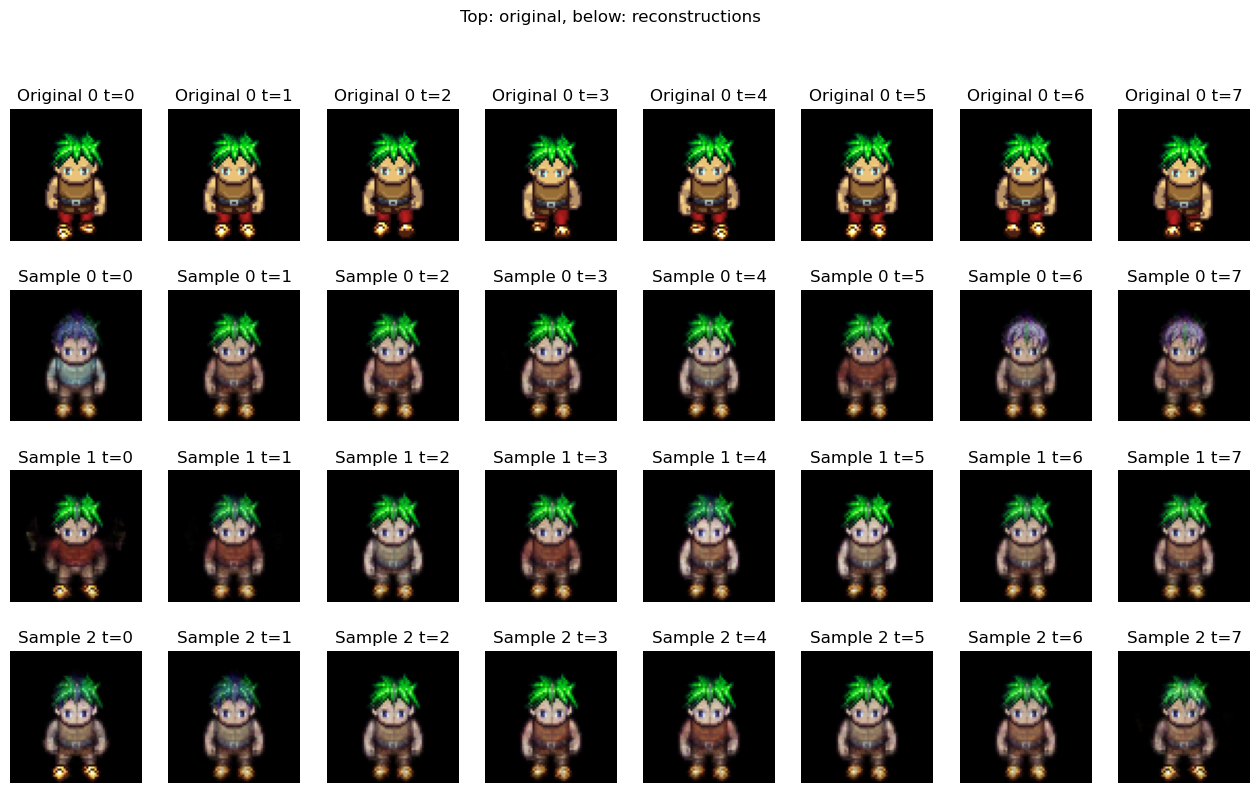 Top: original, below: reconstructions
Original 0 t=0 Original 0 t=1 Original 0 t=2 Original 0 t=3 Original 0 t=4 Original 0 t=5 Original 0 t=6 Original 0 t=7
Sample 0 t=0 Sample 0 t=1 Sample 0 t=2 Sample 0 t=3 Sample 0 t=4 Sample 0 t=5 Sample 0 t=6 Sample 0 t=7
Sample 1 t=0 Sample 1 t=1 Sample 1 t=2 Sample 1 t=3 Sample 1 t=4 Sample 1 t=5 Sample 1 t=6 Sample 1 t=7
Sample 2 t=0 Sample 2 t=1 Sample 2 t=2 Sample 2 t=3 Sample 2 t=4 Sample 2 t=5 Sample 2 t=6 Sample 2 t=7